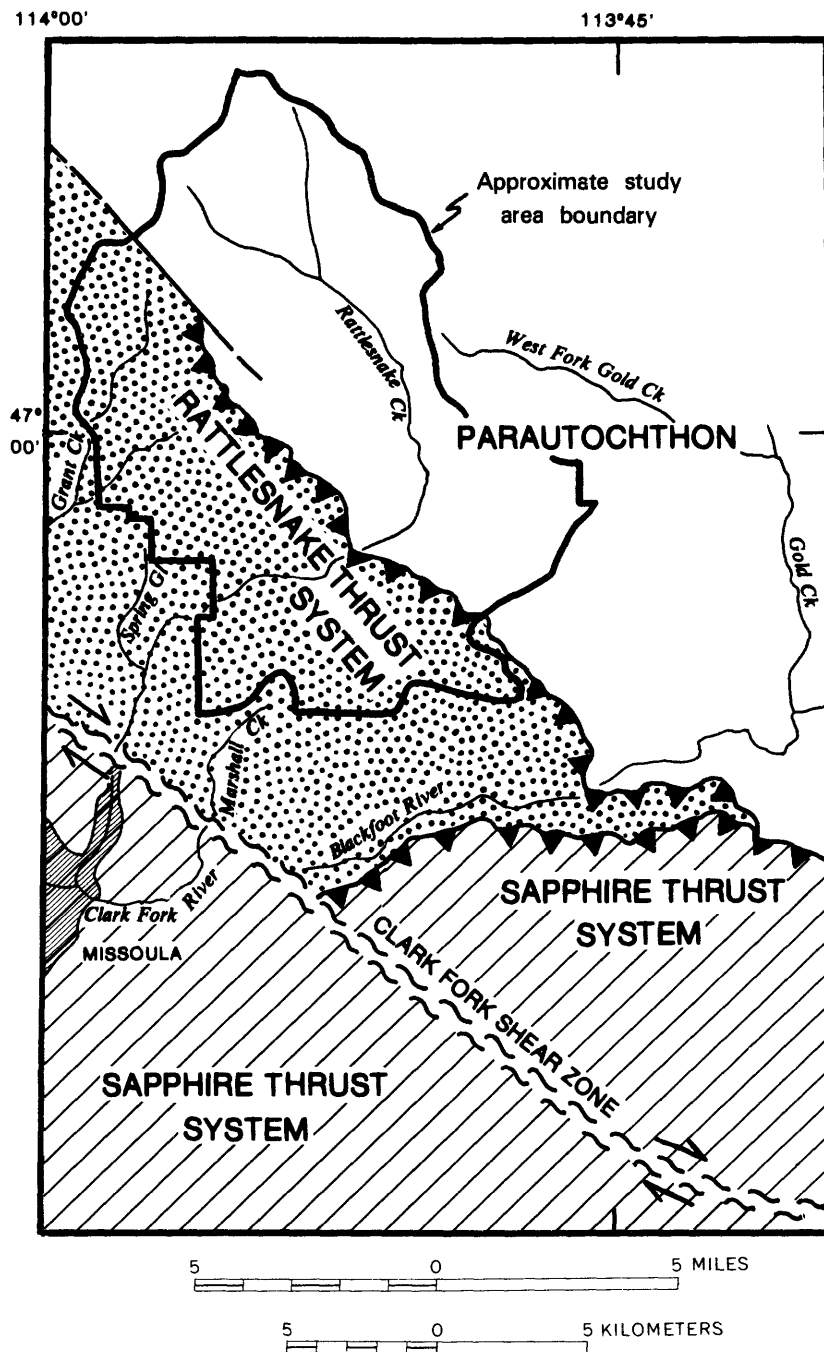 114°00'
113°45'
Approximate study
area boundary
Rattlesnake Ck
West Fork Gold Ck
47°
00'
PARAUTOCHTHON
RATTLESNAKE THRUST
SYSTEM
Grant Ck
Gold Ck
Spring Gl
Marshall Ck
Blackfoot River
SAPPHIRE THRUST
SYSTEM
Clark Fork River
MISSOULA
CLARK FORK SHEAR ZONE
SAPPHIRE THRUST
SYSTEM
5 0 5 MILES
5 0 5 KILOMETERS